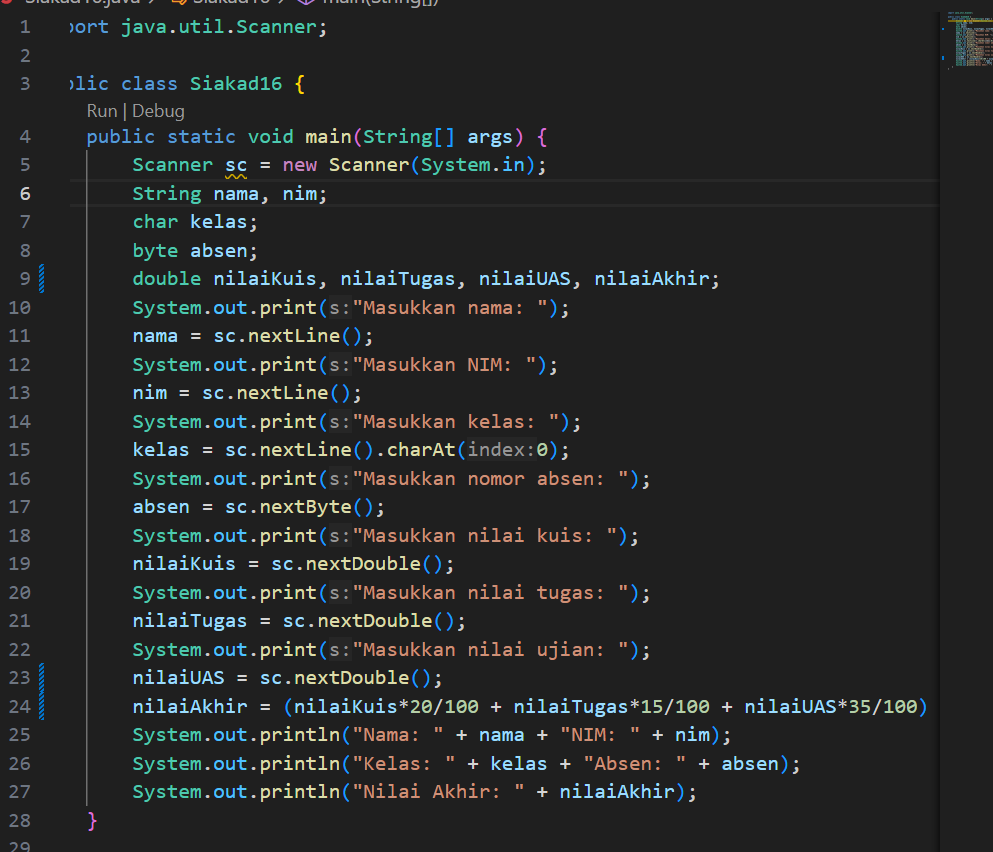 Siakad16.java > Siakad16 > main(String[])
1 port java.util.Scanner;
2
3 blic class Siakad16 {
Run | Debug
4 public static void main(String[] args) {
5 Scanner sc = new Scanner(System.in);
6 String nama, nim;
7 char kelas;
8 byte absen;
9 double nilaiKuis, nilaiTugas, nilaiUAS, nilaiAkhir;
10 System.out.print(s:"Masukkan nama: ");
11 nama = sc.nextLine();
12 System.out.print(s:"Masukkan NIM: ");
13 nim = sc.nextLine();
14 System.out.print(s:"Masukkan kelas: ");
15 kelas = sc.nextLine().charAt(index:0);
16 System.out.print(s:"Masukkan nomor absen: ");
17 absen = sc.nextByte();
18 System.out.print(s:"Masukkan nilai kuis: ");
19 nilaiKuis = sc.nextDouble();
20 System.out.print(s:"Masukkan nilai tugas: ");
21 nilaiTugas = sc.nextDouble();
22 System.out.print(s:"Masukkan nilai ujian: ");
23 nilaiUAS = sc.nextDouble();
24 nilaiAkhir = (nilaiKuis*20/100 + nilaiTugas*15/100 + nilaiUAS*35/100)
25 System.out.println("Nama: " + nama + "NIM: " + nim);
26 System.out.println("Kelas: " + kelas + "Absen: " + absen);
27 System.out.println("Nilai Akhir: " + nilaiAkhir);
28 }
29